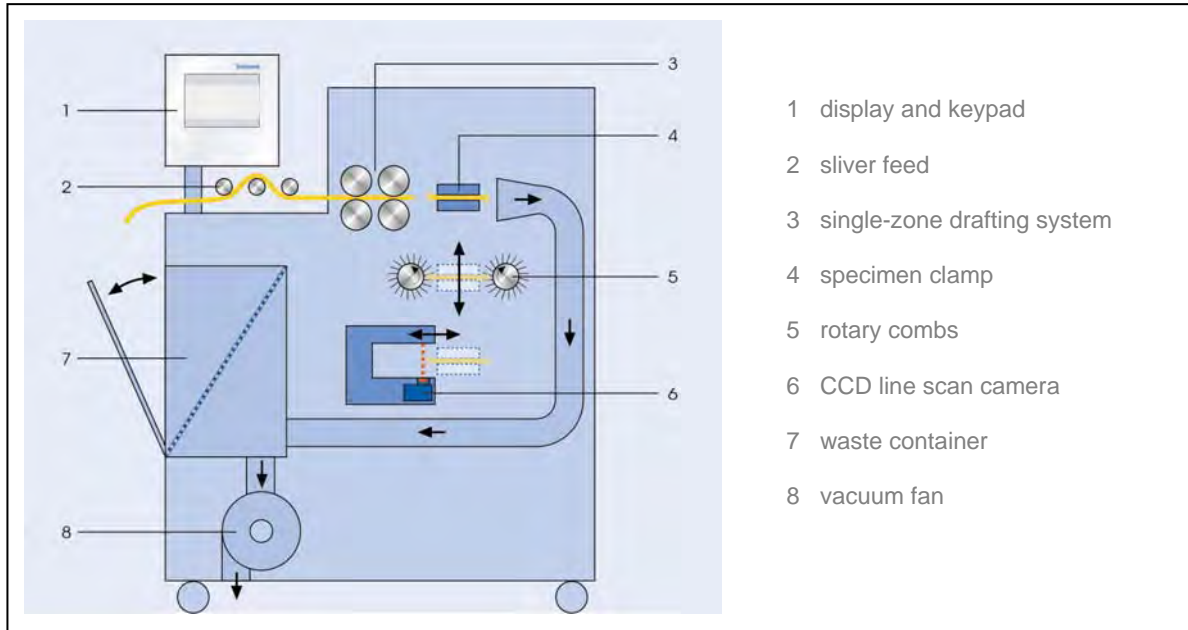 1
2
7
8
3
4
5
6
1 display and keypad
2 sliver feed
3 single-zone drafting system
4 specimen clamp
5 rotary combs
6 CCD line scan camera
7 waste container
8 vacuum fan